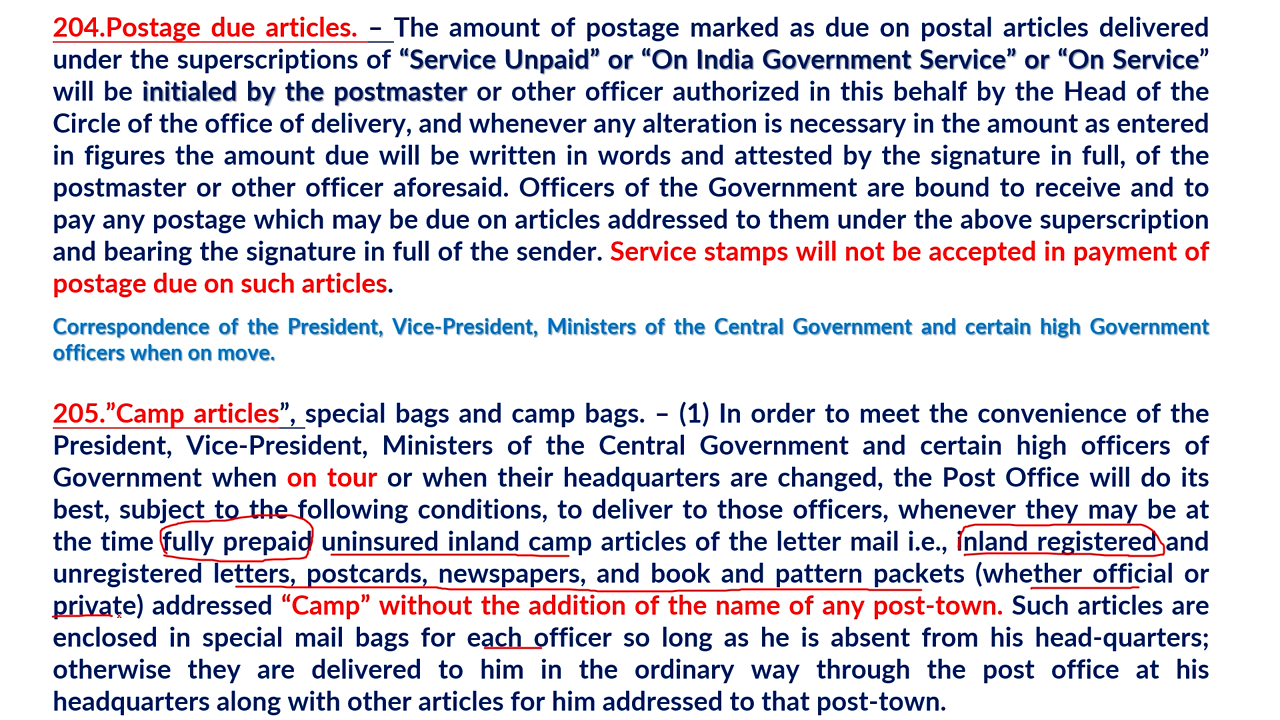 204.Postage due articles. – The amount of postage marked as due on postal articles delivered
under the superscriptions of “Service Unpaid” or “On India Government Service” or “On Service”
will be initialed by the postmaster or other officer authorized in this behalf by the Head of the
Circle of the office of delivery, and whenever any alteration is necessary in the amount as entered
in figures the amount due will be written in words and attested by the signature in full, of the
postmaster or other officer aforesaid. Officers of the Government are bound to receive and to
pay any postage which may be due on articles addressed to them under the above superscription
and bearing the signature in full of the sender. Service stamps will not be accepted in payment of
postage due on such articles.
Correspondence of the President, Vice-President, Ministers of the Central Government and certain high Government
officers when on move.
205.”Camp articles”, special bags and camp bags. – (1) In order to meet the convenience of the
President, Vice-President, Ministers of the Central Government and certain high officers of
Government when on tour or when their headquarters are changed, the Post Office will do its
best, subject to the following conditions, to deliver to those officers, whenever they may be at
the time fully prepaid uninsured inland camp articles of the letter mail i.e., inland registered and
unregistered letters, postcards, newspapers, and book and pattern packets (whether official or
private) addressed “Camp” without the addition of the name of any post-town. Such articles are
enclosed in special mail bags for each officer so long as he is absent from his head-quarters;
otherwise they are delivered to him in the ordinary way through the post office at his
headquarters along with other articles for him addressed to that post-town.